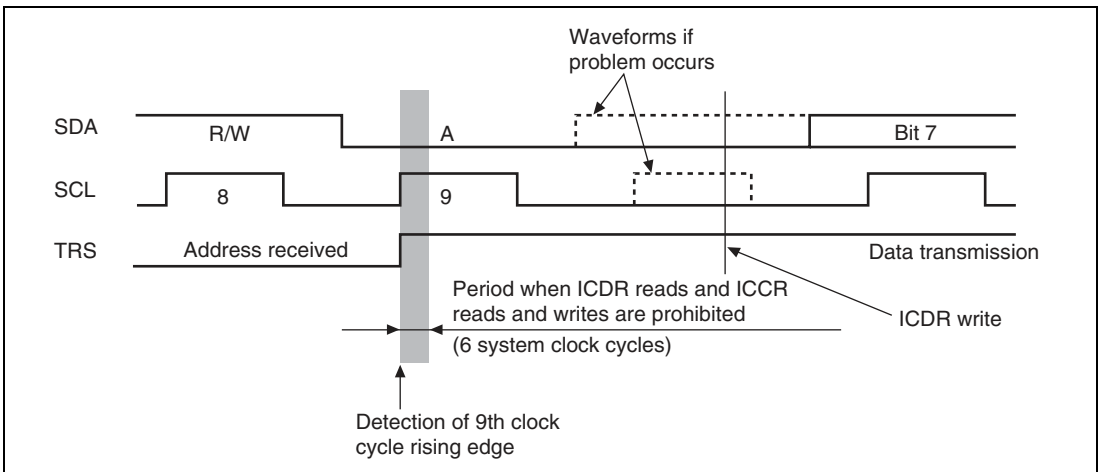 Waveforms if
problem occurs
SDA
R/W
A
Bit 7
SCL
8
9
TRS
Address received
Data transmission
Period when ICDR reads and ICCR
reads and writes are prohibited
(6 system clock cycles)
ICDR write
Detection of 9th clock
cycle rising edge